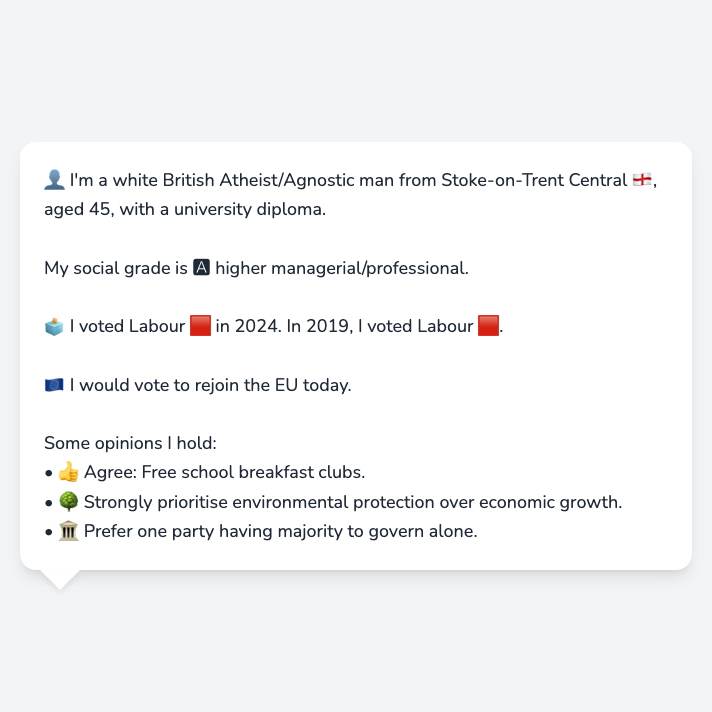 👤 I'm a white British Atheist/Agnostic man from Stoke-on-Trent Central 🏴󠁧󠁢󠁥󠁮󠁧󠁿,
aged 45, with a university diploma.
My social grade is 🅰 higher managerial/professional.
🗳️ I voted Labour 🟥 in 2024. In 2019, I voted Labour 🟥.
🇪🇺 I would vote to rejoin the EU today.
Some opinions I hold:
• 👍 Agree: Free school breakfast clubs.
• 🌳 Strongly prioritise environmental protection over economic growth.
• 🏛️ Prefer one party having majority to govern alone.